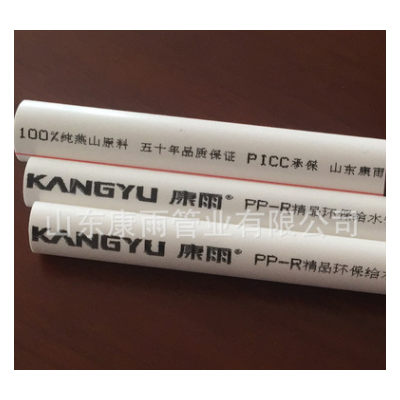 100%纯燕山原料 五十年品质保证 PICC承保 山东康雨
KANGYU 康雨® PP-R精品环保给水
山东康雨管业有限公司
KANGYU 康雨® PP-R精品环保给水